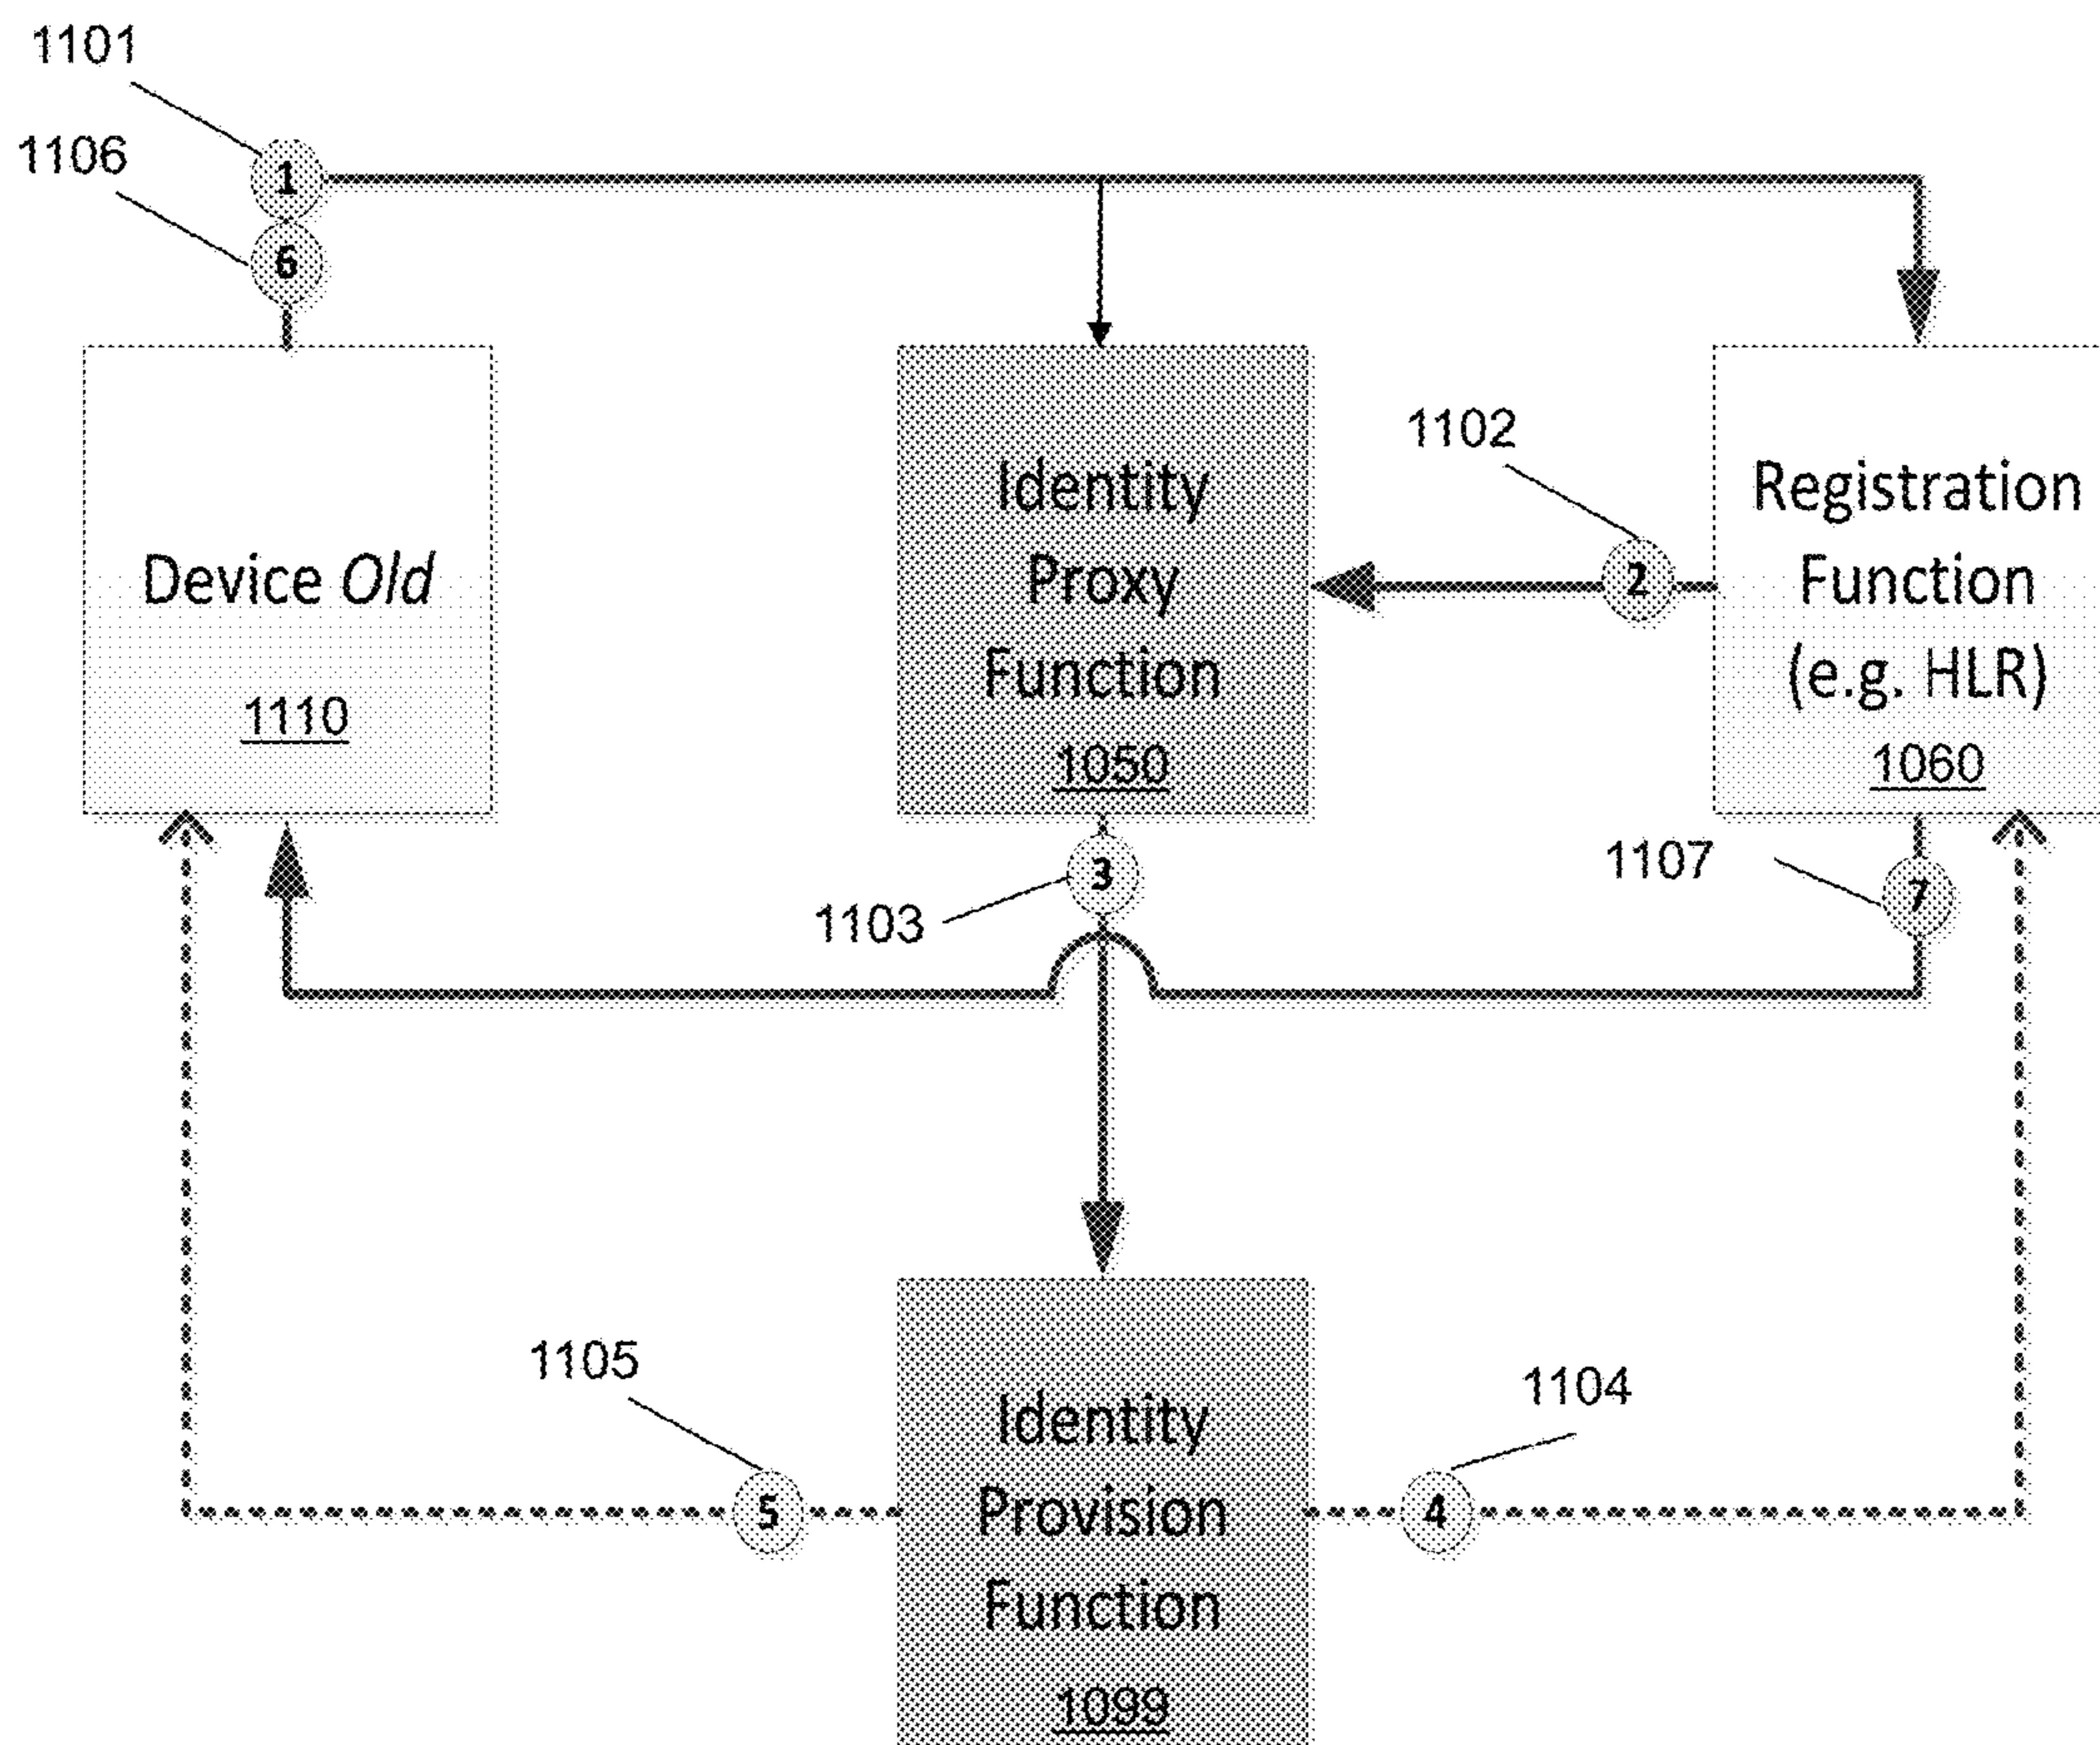 1101
1106
1
6
Device Old
1110
Identity
Proxy
Function
1050
1102
2
Registration
Function
(e.g. HLR)
1060
3
1103
1107
7
1105
5
Identity
Provision
Function
1099
1104
4